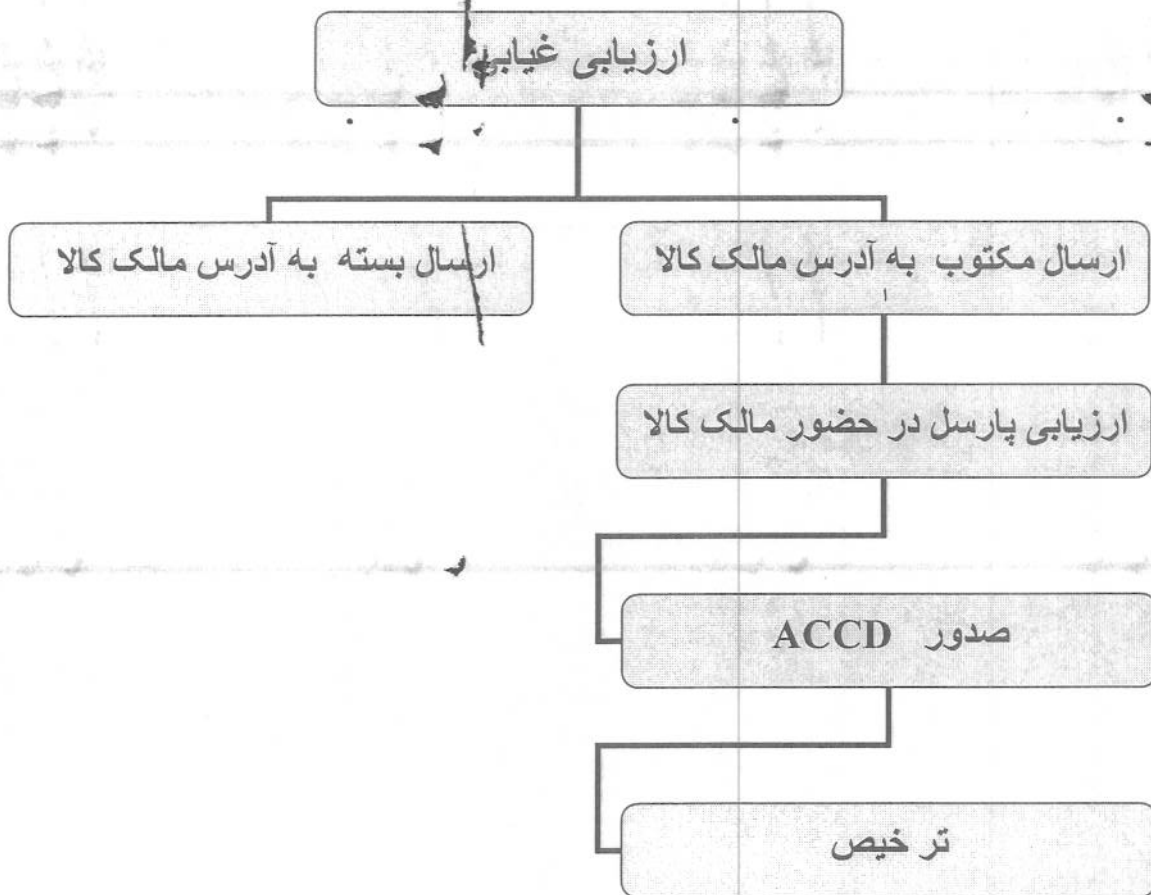 ارزیابی غیابی
ارسال مکتوب به آدرس مالک کالا
ارسال بسته به آدرس مالک کالا
ارزیابی پارسل در حضور مالک کالا
صدور ACCD
ترخیص